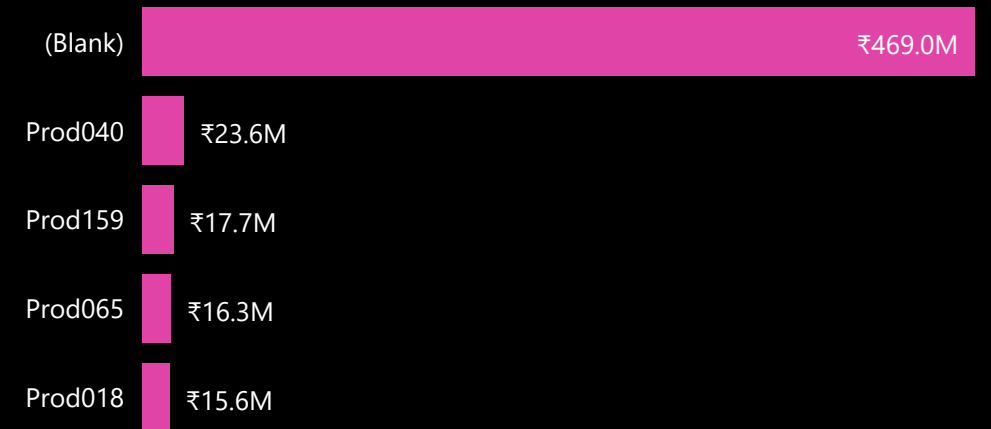 (Blank) ₹469.0M
Prod040 ₹23.6M
Prod159 ₹17.7M
Prod065 ₹16.3M
Prod018 ₹15.6M